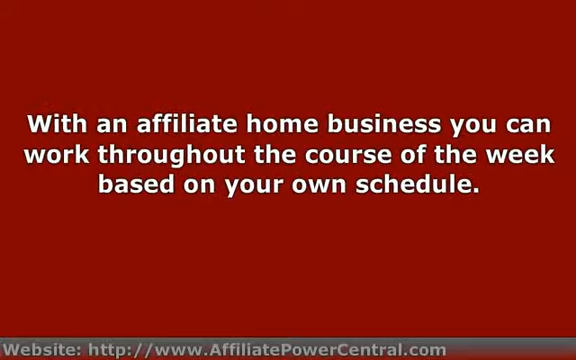 With an affiliate home business you can
work throughout the course of the week
based on your own schedule.
Website: http://www.AffiliatePowerCentral.com